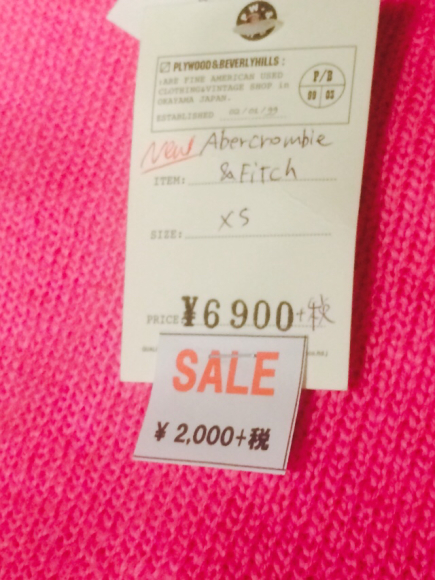 PLYWOOD&BEVERLYHILLS:
:ARE FINE AMERICAN USED
CLOTHING&VINTAGE SHOP in
OKAYAMA JAPAN.
P/B
ESTABLISHED
New Abercrombie
ITEM: &Fitch
SIZE: XS
PRICE ¥6900+税
SALE
¥2,000+税